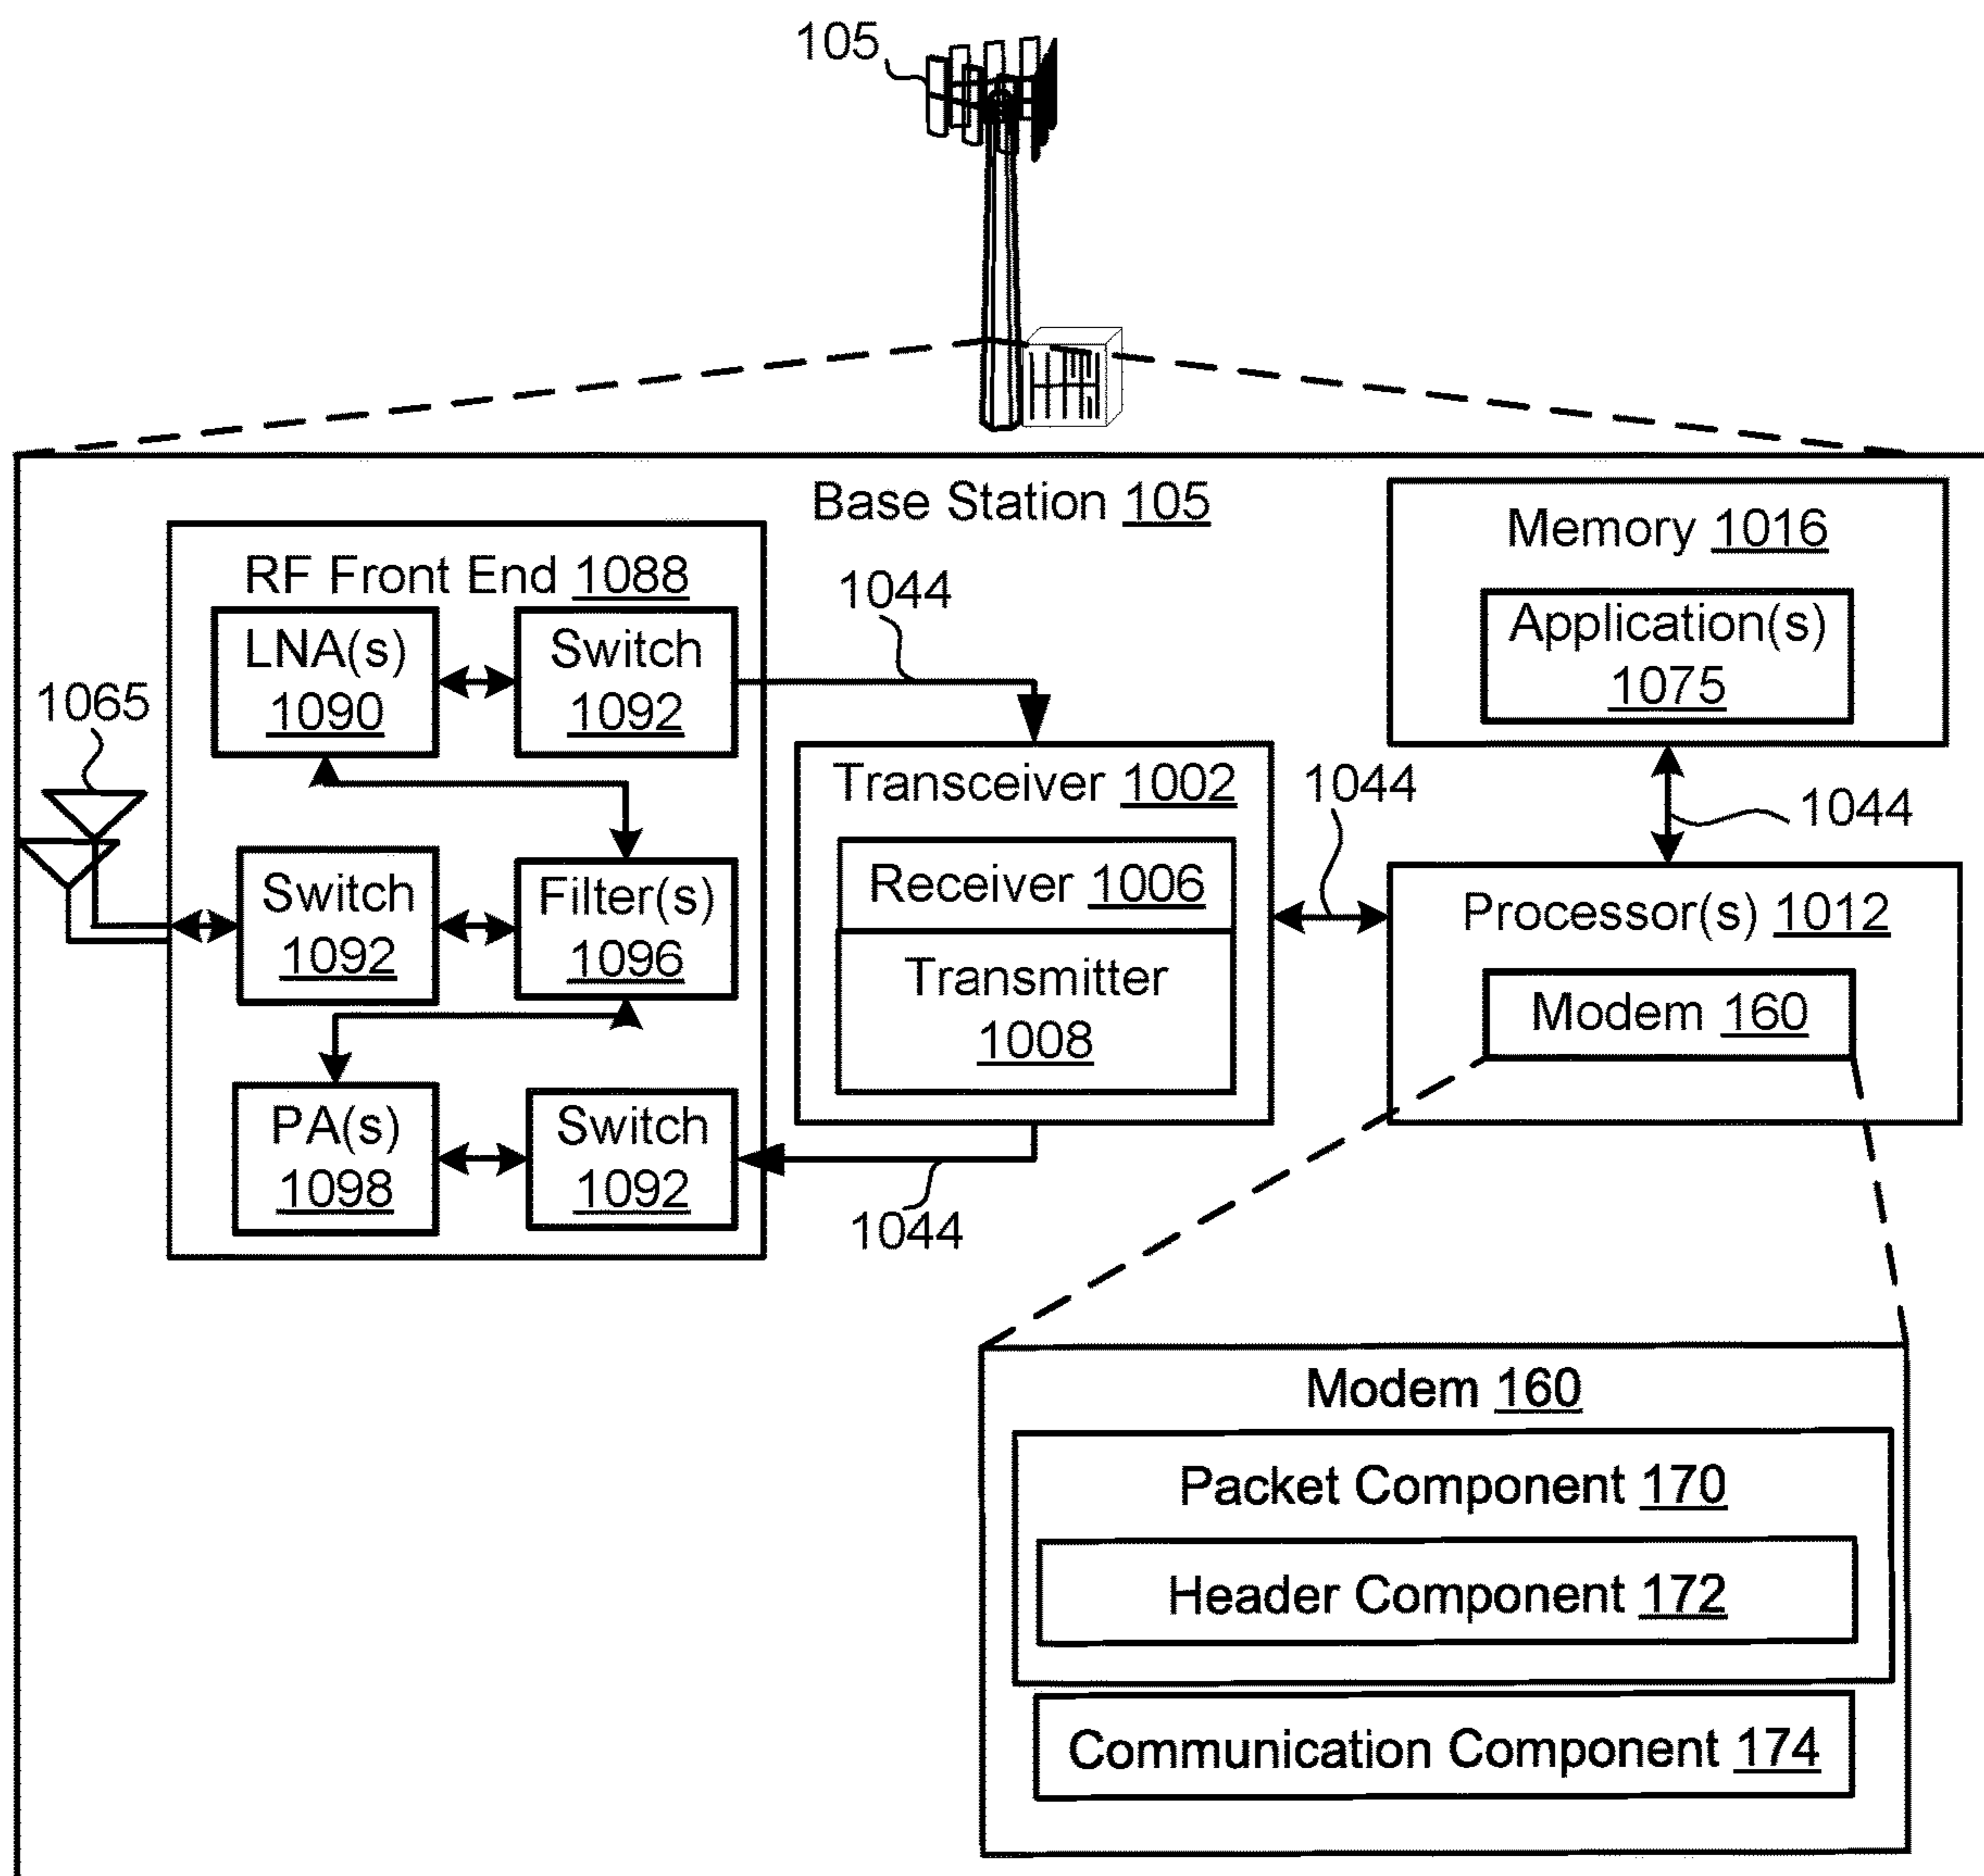 105
Base Station 105
RF Front End 1088
LNA(s)
1090
Switch
1092
1044
1065
Switch
1092
Filter(s)
1096
PA(s)
1098
Switch
1092
1044
Transceiver 1002
Receiver 1006
Transmitter
1008
1044
Memory 1016
Application(s)
1075
1044
Processor(s) 1012
Modem 160
Modem 160
Packet Component 170
Header Component 172
Communication Component 174